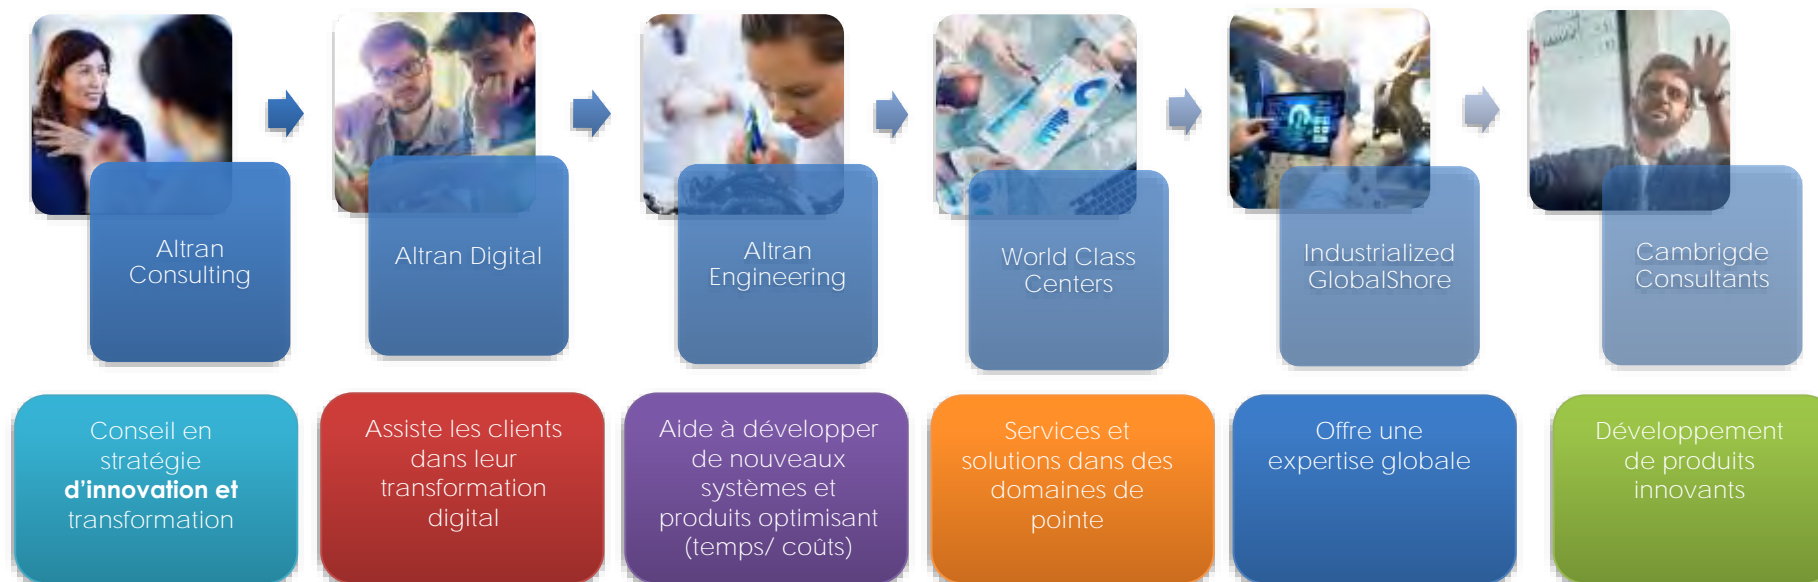 Altran
Consulting
Altran Digital
Altran
Engineering
World Class
Centers
Industrialized
GlobalShore
Cambrigde
Consultants
Conseil en
stratégie
d'innovation et
transformation
Assiste les clients
dans leur
transformation
digital
Aide à développer
de nouveaux
systèmes et
produits optimisant
(temps/ coûts)
Services et
solutions dans des
domaines de
pointe
Offre une
expertise globale
Développement
de produits
innovants